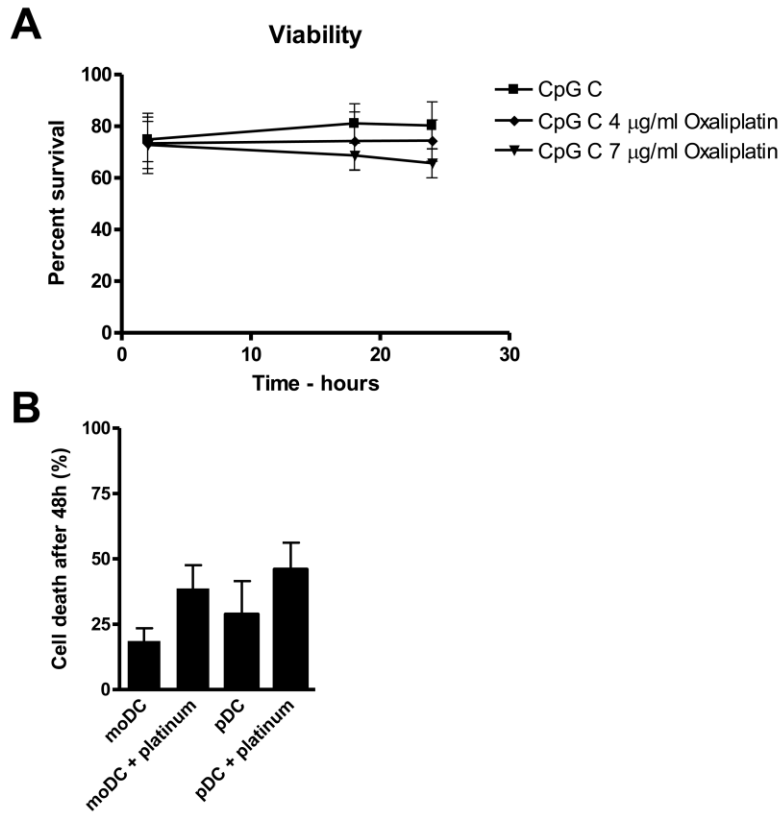 A
Viability
100
80
60
40
20
0
Percent survival
0 10 20 30
Time - hours
CpG C
CpG C 4 μg/ml Oxaliplatin
CpG C 7 μg/ml Oxaliplatin
B
100
75
50
25
0
Cell death after 48h (%)
moDC
moDC + platinum
pDC
pDC + platinum